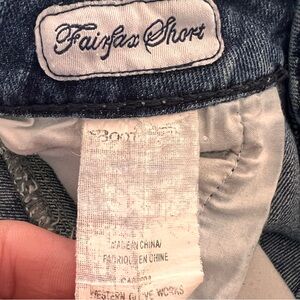 Fairfax Short
MADE IN CHINA/
FABRIQUE EN CHINE
WESTERN GLOVE WORKS